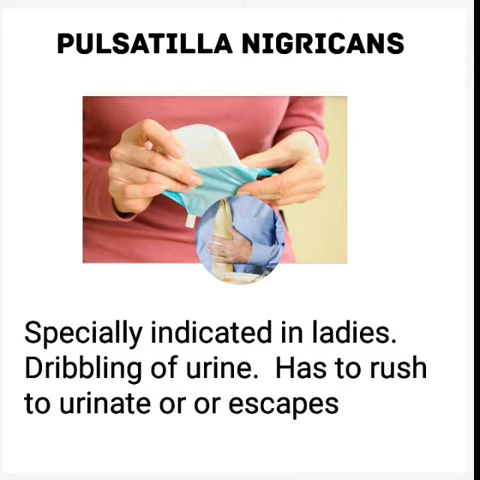 PULSATILLA NIGRICANS
Specially indicated in ladies.
Dribbling of urine.  Has to rush
to urinate or or escapes